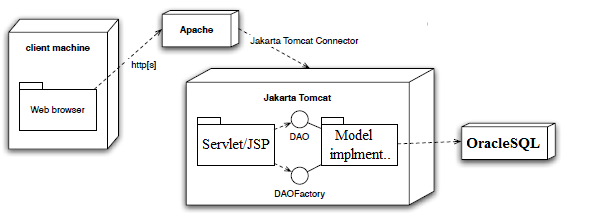 client machine
Web browser
http[s]
Apache
Jakarta Tomcat Connector
Jakarta Tomcat
Servlet/JSP
DAO
DAOFactory
Model
implment..
OracleSQL